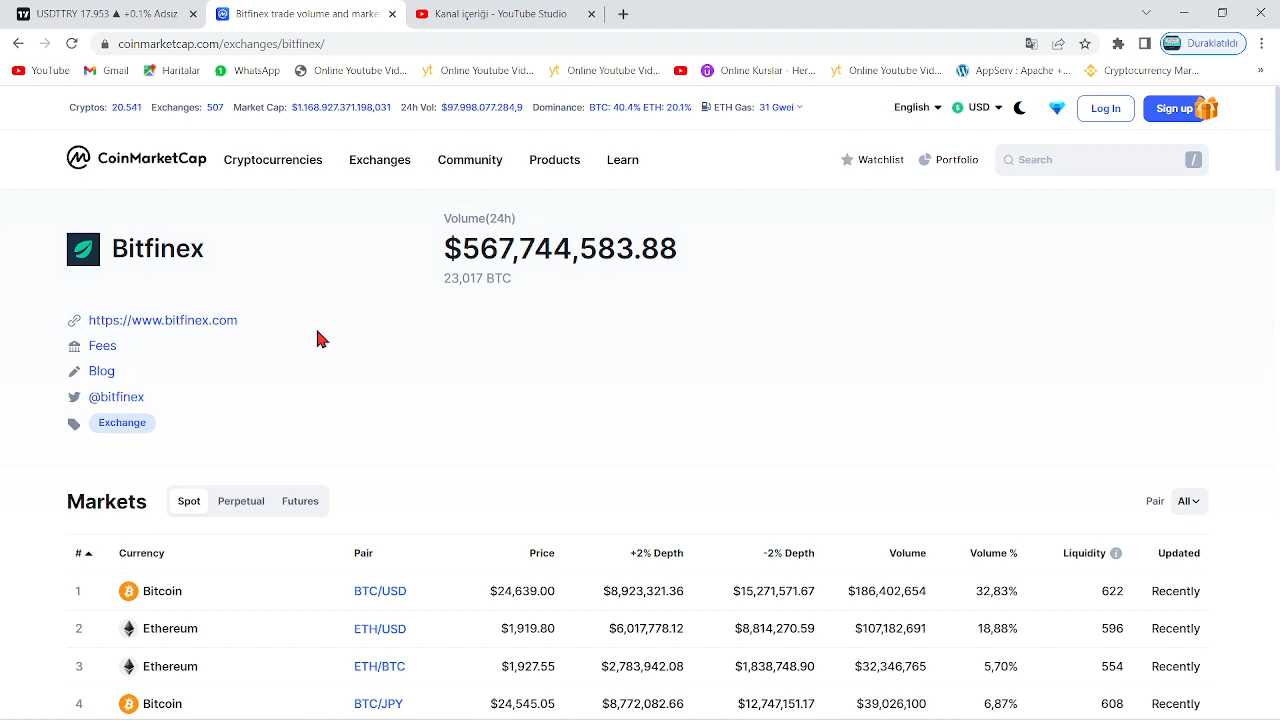 USDTTRY 17.953 ▲ +0.1% Adsız
Bitfinex trade volume and marke
Kanal içeriği - YouTube Studio
coinmarketcap.com/exchanges/bitfinex/
Duraklatıldı
YouTube
Gmail
Haritalar
WhatsApp
Online Youtube Vid...
Online Youtube Vid...
Online Youtube Vid...
Online Kurslar - Her...
Online Youtube Vid...
AppServ : Apache +...
Cryptocurrency Mar...
»
Cryptos: 20.541 Exchanges: 507 Market Cap: $1.168.927.371.198,031 24h Vol: $97.998.077.284,9 Dominance: BTC: 40.4% ETH: 20.1% ETH Gas: 31 Gwei
English
USD
Log In
Sign up
CoinMarketCap
Cryptocurrencies
Exchanges
Community
Products
Learn
Watchlist
Portfolio
Search
/
Bitfinex
Volume(24h)
$567,744,583.88
23,017 BTC
https://www.bitfinex.com
Fees
Blog
@bitfinex
Exchange
Markets
Spot Perpetual Futures
Pair All
# Currency Pair Price +2% Depth -2% Depth Volume Volume % Liquidity Updated
1 Bitcoin BTC/USD $24,639.00 $8,923,321.36 $15,271,571.67 $186,402,654 32,83% 622 Recently
2 Ethereum ETH/USD $1,919.80 $6,017,778.12 $8,814,270.59 $107,182,691 18,88% 596 Recently
3 Ethereum ETH/BTC $1,927.55 $2,783,942.08 $1,838,748.90 $32,346,765 5,70% 554 Recently
4 Bitcoin BTC/JPY $24,545.05 $8,772,082.66 $12,747,151.17 $39,026,100 6,87% 608 Recently